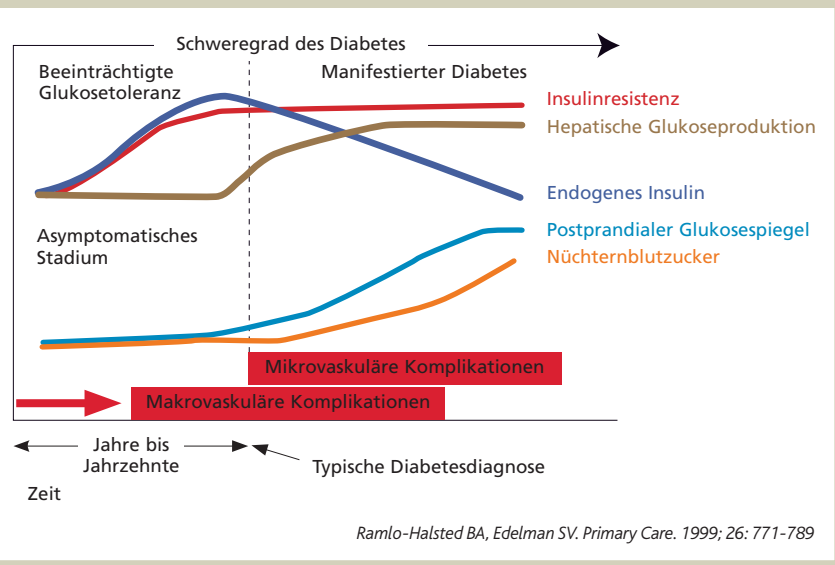 Schweregrad des Diabetes
Beeinträchtigte
Glukosetoleranz
Manifestierter Diabetes
Insulinresistenz
Hepatische Glukoseproduktion
Endogenes Insulin
Asymptomatisches
Stadium
Postprandialer Glukosespiegel
Nüchternblutzucker
Mikrovaskuläre Komplikationen
Makrovaskuläre Komplikationen
Jahre bis
Jahrzehnte
Typische Diabetesdiagnose
Zeit
Ramlo-Halsted BA, Edelman SV. Primary Care. 1999; 26: 771-789